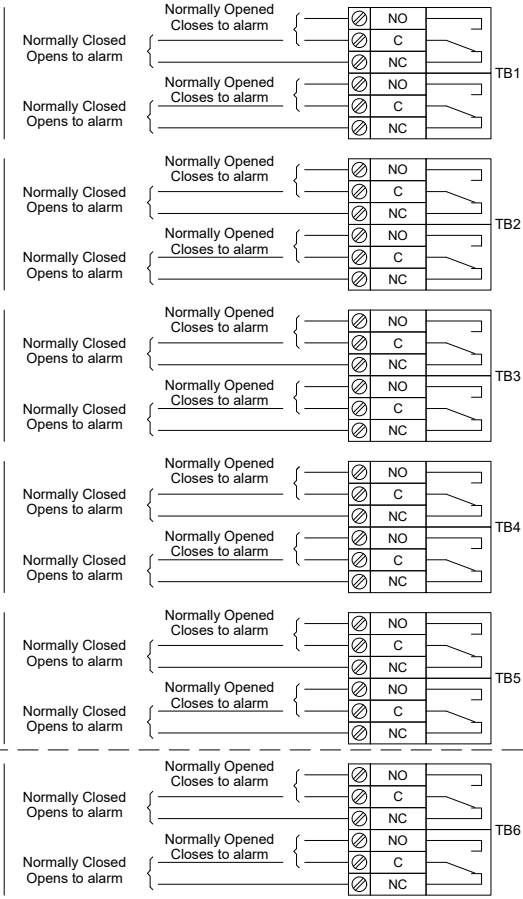 Normally Opened
Closes to alarm
NO
Normally Closed
Opens to alarm
C
NC
TB1
Normally Opened
Closes to alarm
NO
Normally Closed
Opens to alarm
C
NC
Normally Opened
Closes to alarm
NO
Normally Closed
Opens to alarm
C
NC
TB2
Normally Opened
Closes to alarm
NO
Normally Closed
Opens to alarm
C
NC
Normally Opened
Closes to alarm
NO
Normally Closed
Opens to alarm
C
NC
TB3
Normally Opened
Closes to alarm
NO
Normally Closed
Opens to alarm
C
NC
Normally Opened
Closes to alarm
NO
Normally Closed
Opens to alarm
C
NC
TB4
Normally Opened
Closes to alarm
NO
Normally Closed
Opens to alarm
C
NC
Normally Opened
Closes to alarm
NO
Normally Closed
Opens to alarm
C
NC
TB5
Normally Opened
Closes to alarm
NO
Normally Closed
Opens to alarm
C
NC
Normally Opened
Closes to alarm
NO
Normally Closed
Opens to alarm
C
NC
TB6
Normally Opened
Closes to alarm
NO
Normally Closed
Opens to alarm
C
NC